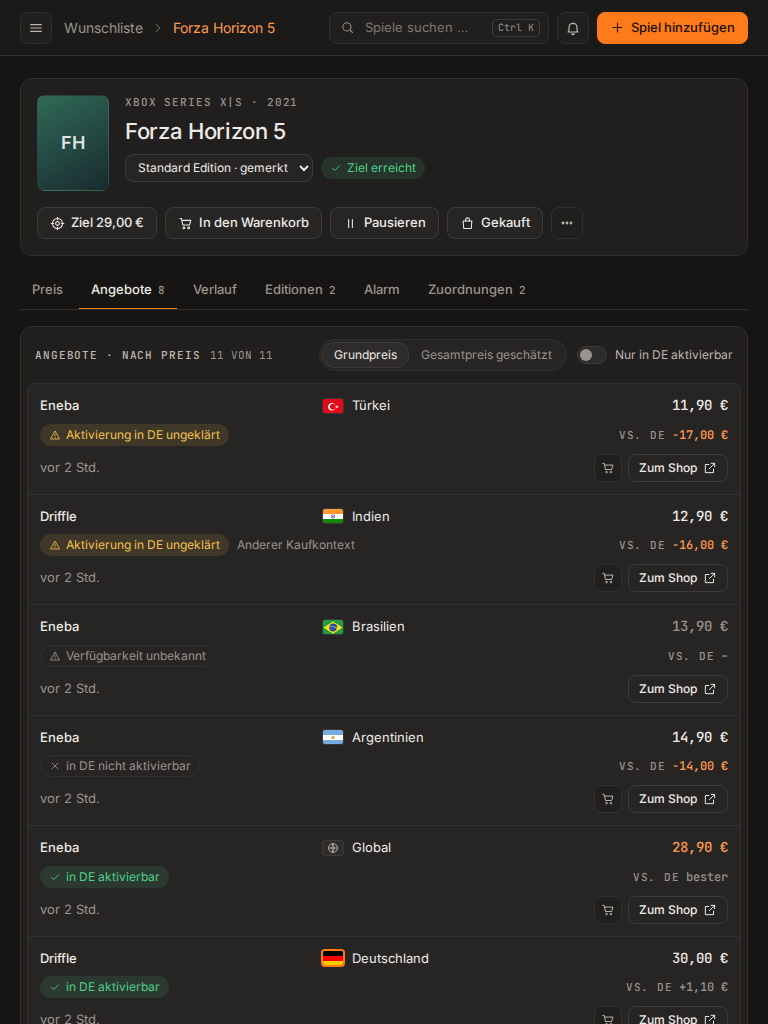 Wunschliste > Forza Horizon 5 Spiele suchen ... Ctrl K + Spiel hinzufügen
XBOX SERIES X|S · 2021
FH
Forza Horizon 5
Standard Edition · gemerkt Ziel erreicht
Ziel 29,00 € In den Warenkorb Pausieren Gekauft ···
Preis Angebote 8 Verlauf Editionen 2 Alarm Zuordnungen 2
ANGEBOTE · NACH PREIS 11 VON 11 Grundpreis Gesamtpreis geschätzt Nur in DE aktivierbar
Eneba Türkei 11,90 €
Aktivierung in DE ungeklärt VS. DE -17,00 €
vor 2 Std. Zum Shop
Driffle Indien 12,90 €
Aktivierung in DE ungeklärt Anderer Kaufkontext VS. DE -16,00 €
vor 2 Std. Zum Shop
Eneba Brasilien 13,90 €
Verfügbarkeit unbekannt VS. DE –
vor 2 Std. Zum Shop
Eneba Argentinien 14,90 €
in DE nicht aktivierbar VS. DE -14,00 €
vor 2 Std. Zum Shop
Eneba Global 28,90 €
in DE aktivierbar VS. DE bester
vor 2 Std. Zum Shop
Driffle Deutschland 30,00 €
in DE aktivierbar VS. DE +1,10 €
vor 2 Std. Zum Shop